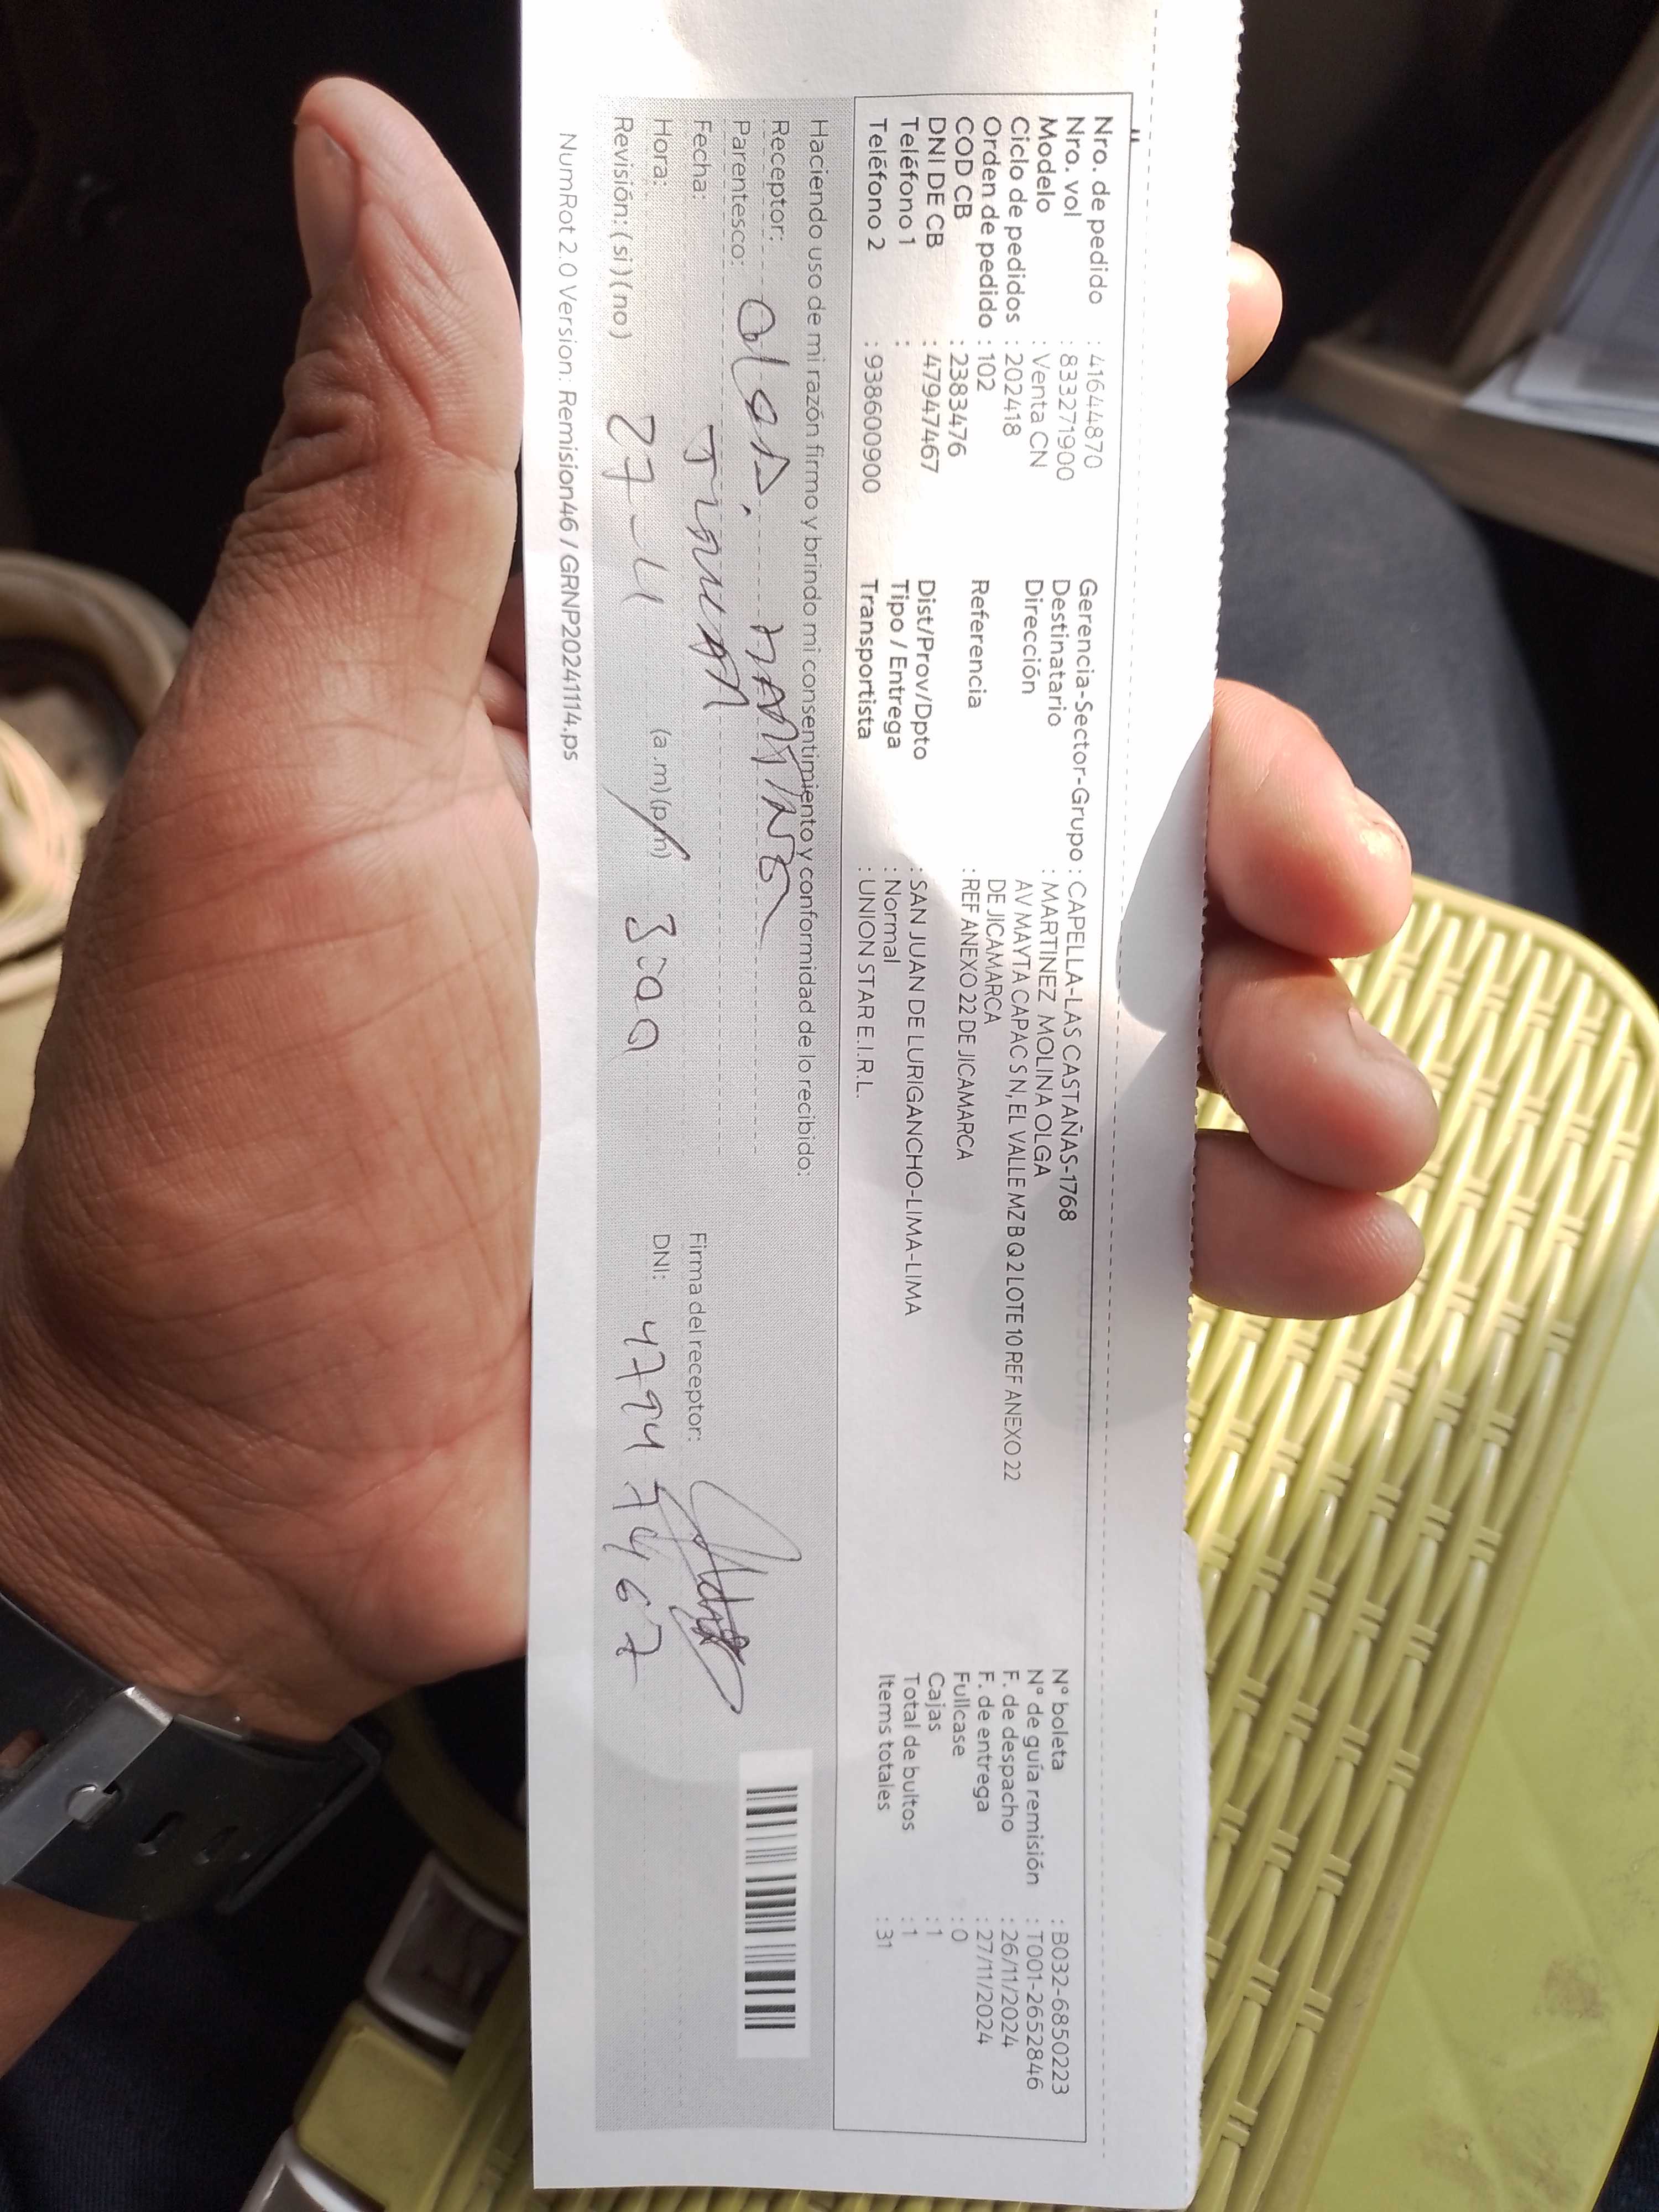 Nro. de pedido : 41644870
Nro. vol : 833271900
Modelo : Venta CN
Ciclo de pedidos : 202418
Orden de pedido : 102
COD CB : 2383476
DNI DE CB : 47947467
Teléfono 1 :
Teléfono 2 : 938600900
Gerencia-Sector-Grupo : CAPELLA-LAS CASTAÑAS-1768
Destinatario : MARTINEZ MOLINA OLGA
Dirección AV MAYTA CAPAC S N, EL VALLE MZ B Q 2 LOTE 10 REF ANEXO 22
DE JICAMARCA
Referencia : REF ANEXO 22 DE JICAMARCA
Dist/Prov/Dpto : SAN JUAN DE LURIGANCHO-LIMA-LIMA
Tipo / Entrega : Normal
Transportista : UNION STAR E.I.R.L.
N° boleta : B032-6850223
N° de guía remisión : T001-2652846
F. de despacho : 26/11/2024
F. de entrega : 27/11/2024
Fullcase : 0
Cajas : 1
Total de bultos : 1
Items totales : 31
Haciendo uso de mi razón firmo y brindo mi consentimiento y conformidad de lo recibido:
Receptor:
Parentesco:
Fecha:
Hora: (a.m)(p.m) 3:00
Revisión: (si)(no) 27-11
Firma del receptor:
DNI: 47947467
NumRot 2.0 Version: Remision46 / GRNP20241114.ps